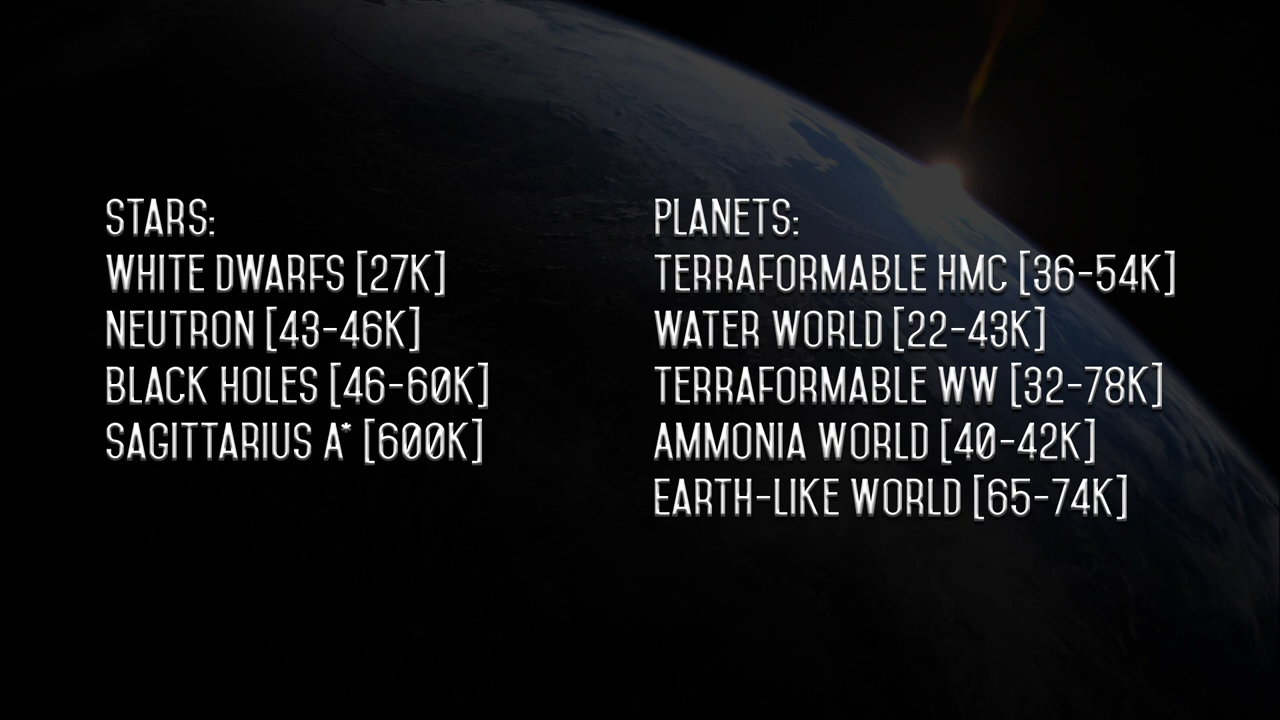 STARS:
WHITE DWARFS [27K]
NEUTRON [43-46K]
BLACK HOLES [46-60K]
SAGITTARIUS A* [600K]
PLANETS:
TERRAFORMABLE HMC [36-54K]
WATER WORLD [22-43K]
TERRAFORMABLE WW [32-78K]
AMMONIA WORLD [40-42K]
EARTH-LIKE WORLD [65-74K]